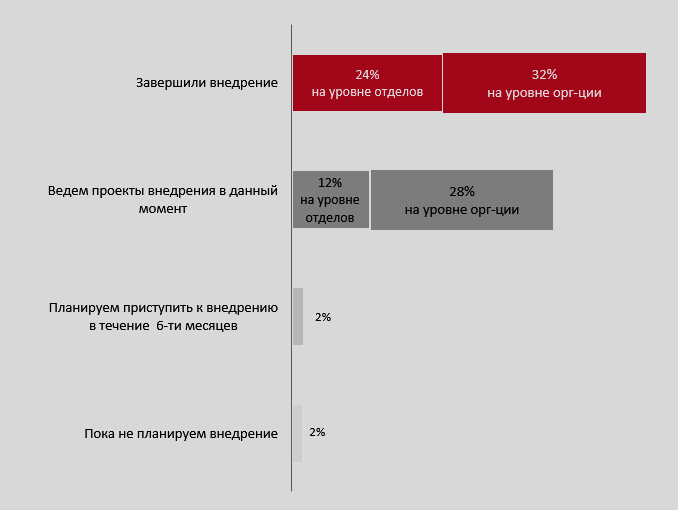 Завершили внедрение
24%
на уровне отделов
32%
на уровне орг-ции
Ведем проекты внедрения в данный
момент
12%
на уровне
отделов
28%
на уровне орг-ции
Планируем приступить к внедрению
в течение 6-ти месяцев
2%
Пока не планируем внедрение
2%